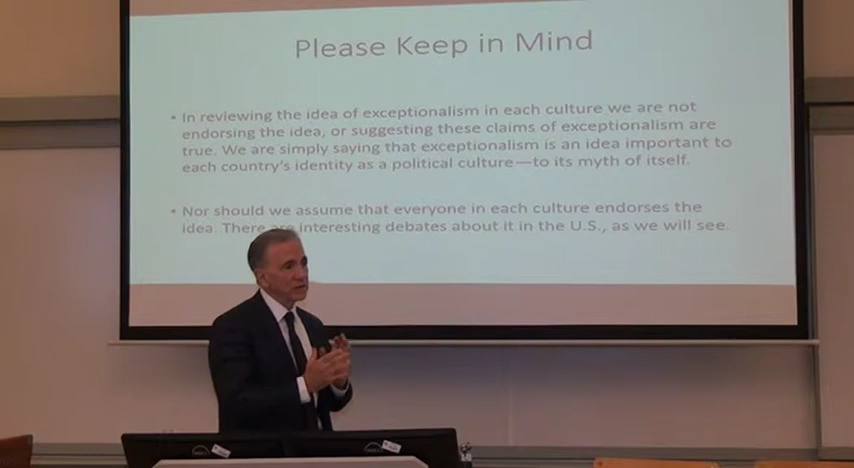 Please Keep in Mind
• In reviewing the idea of exceptionalism in each culture we are not
endorsing the idea, or suggesting these claims of exceptionalism are
true. We are simply saying that exceptionalism is an idea important to
each country's identity as a political culture—to its myth of itself.
• Nor should we assume that everyone in each culture endorses the
idea. There are interesting debates about it in the U.S., as we will see.